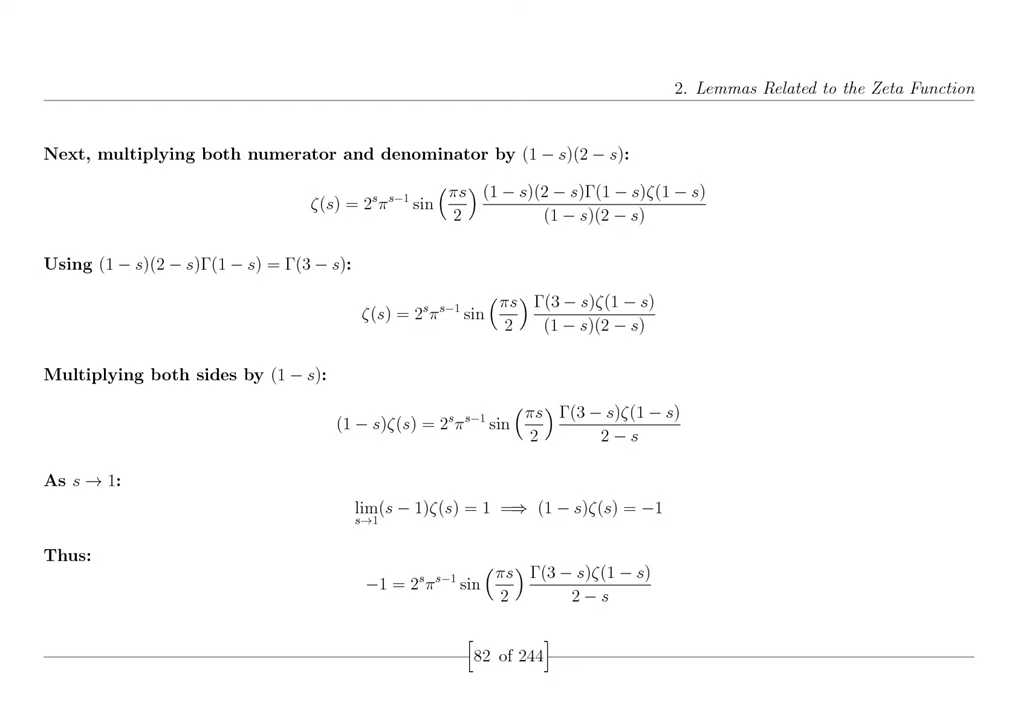 2. Lemmas Related to the Zeta Function
Next, multiplying both numerator and denominator by (1 − s)(2 − s):
ζ(s) = 2^s π^{s−1} sin(πs/2) (1 − s)(2 − s)Γ(1 − s)ζ(1 − s) / (1 − s)(2 − s)
Using (1 − s)(2 − s)Γ(1 − s) = Γ(3 − s):
ζ(s) = 2^s π^{s−1} sin(πs/2) Γ(3 − s)ζ(1 − s) / (1 − s)(2 − s)
Multiplying both sides by (1 − s):
(1 − s)ζ(s) = 2^s π^{s−1} sin(πs/2) Γ(3 − s)ζ(1 − s) / 2 − s
As s → 1:
lim_{s→1}(s − 1)ζ(s) = 1 ⟹ (1 − s)ζ(s) = −1
Thus:
−1 = 2^s π^{s−1} sin(πs/2) Γ(3 − s)ζ(1 − s) / 2 − s
[82 of 244]